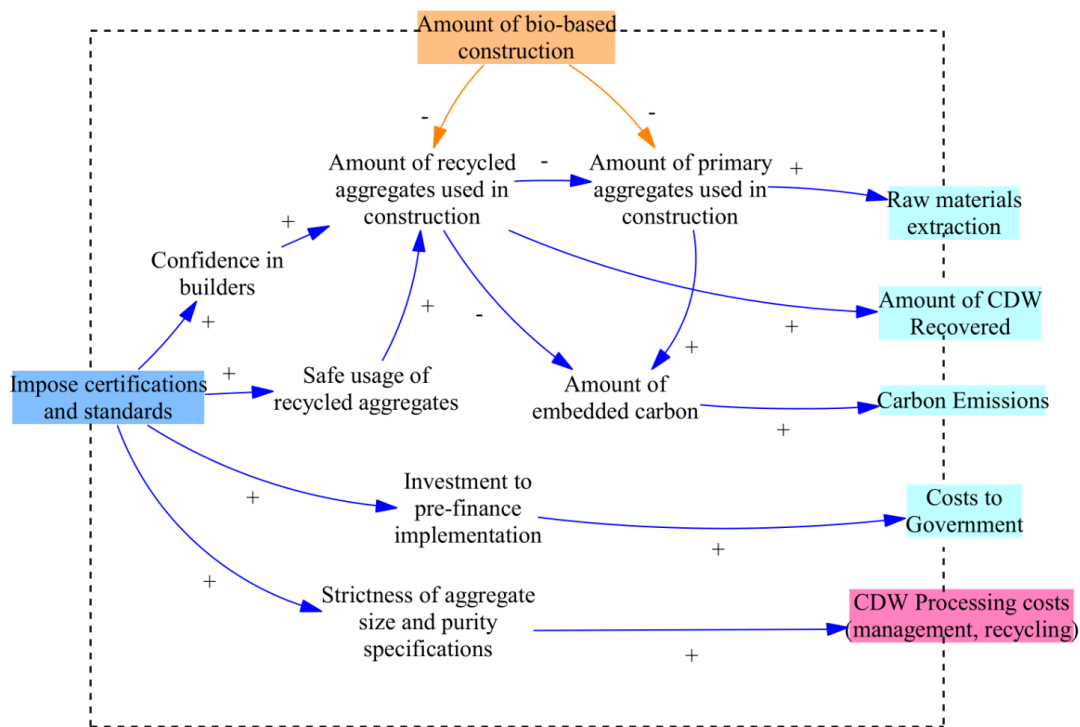 Amount of bio-based
construction
-
-
Amount of recycled
aggregates used in
construction
-
Amount of primary
aggregates used in
construction
+
Raw materials
extraction
+
Confidence in
builders
+
+
-
+
Amount of CDW
Recovered
+
Impose certifications
and standards
+
Safe usage of
recycled aggregates
Amount of
embedded carbon
+
Carbon Emissions
+
Investment to
pre-finance
implementation
+
Costs to
Government
+
Strictness of aggregate
size and purity
specifications
+
CDW Processing costs
(management, recycling)
+